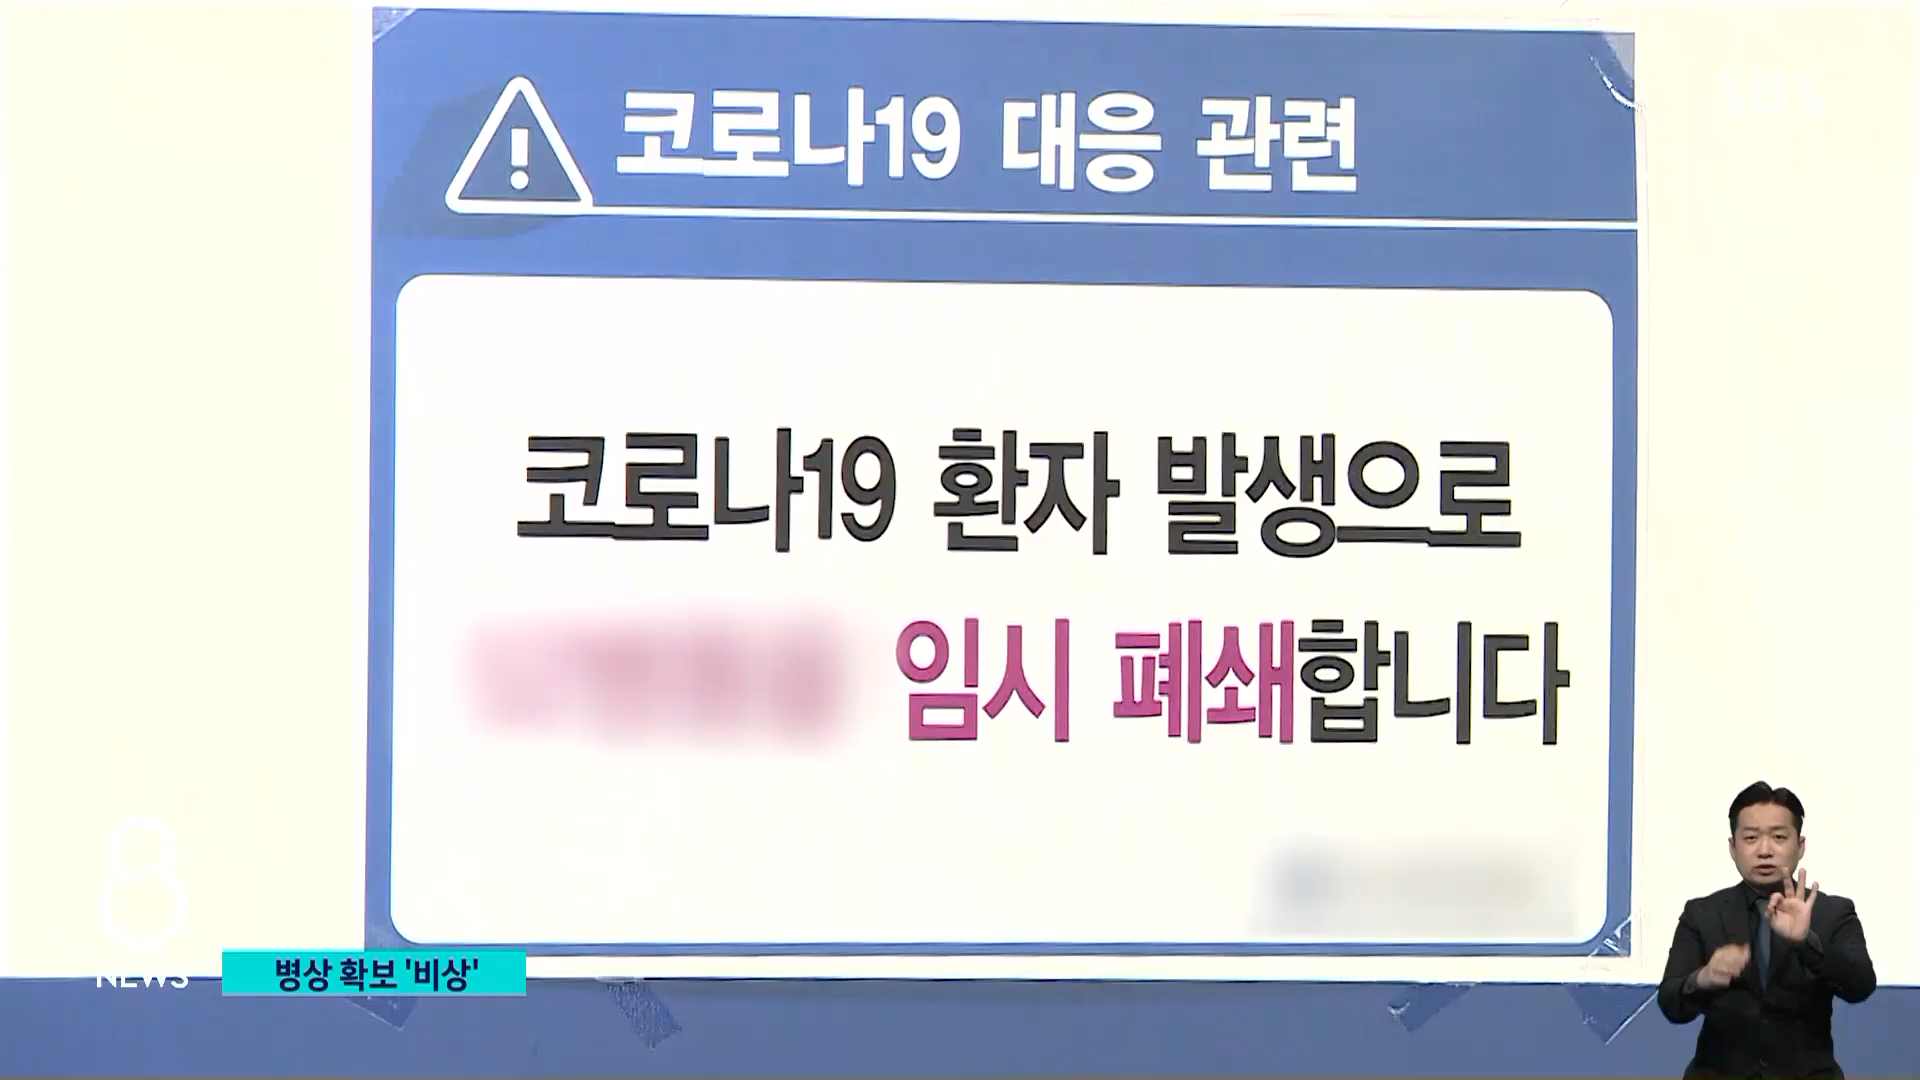 SBS
코로나19 대응 관련
코로나19 환자 발생으로
임시 폐쇄합니다
8
NEWS
병상 확보 '비상'